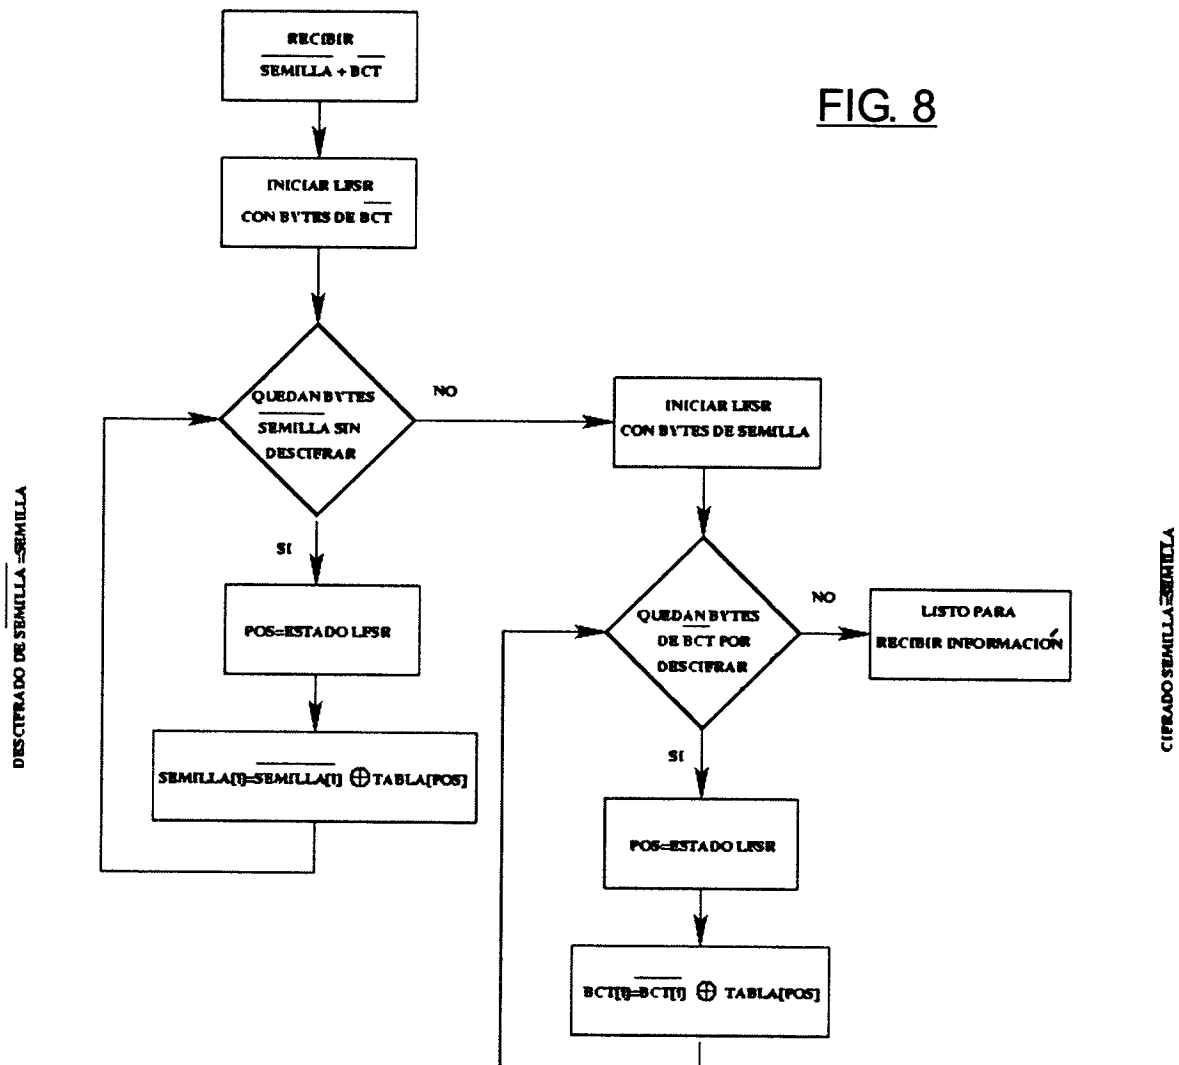 RECIBIR
SEMILLA + BCT
FIG. 8
INICIAR LFSR
CON BYTES DE BCT
QUEDAN BYTES
SEMILLA SIN
DESCIFRAR
NO
INICIAR LFSR
CON BYTES DE SEMILLA
SI
POS=ESTADO LFSR
SEMILLA[I]=SEMILLA[I] ⊕ TABLA[POS]
QUEDAN BYTES
DE BCT POR
DESCIFRAR
NO
LISTO PARA
RECIBIR INFORMACIÓN
SI
POS=ESTADO LFSR
BCT[I]=BCT[I] ⊕ TABLA[POS]
DESCIFRADO DE SEMILLA =SEMILLA
CIFRADO SEMILLA=SEMILLA